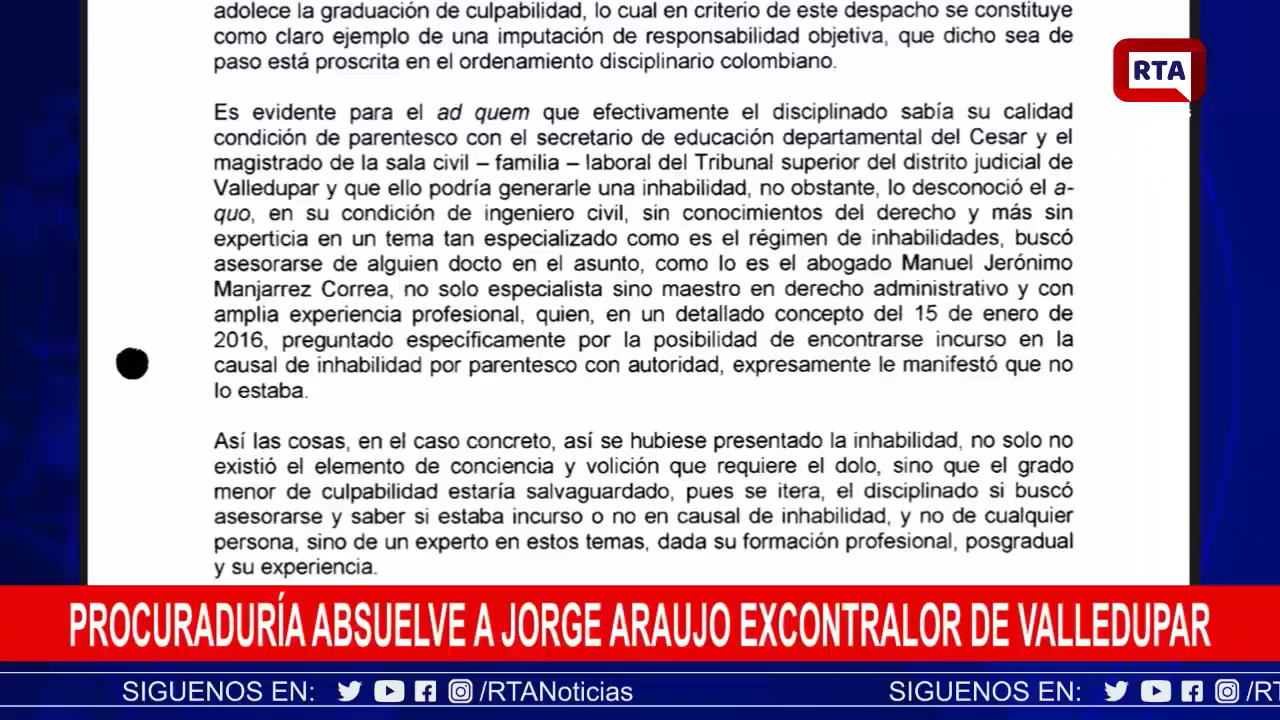 adolece la graduación de culpabilidad, lo cual en criterio de este despacho se constituye
como claro ejemplo de una imputación de responsabilidad objetiva, que dicho sea de
paso está proscrita en el ordenamiento disciplinario colombiano.
RTA
Es evidente para el ad quem que efectivamente el disciplinado sabía su calidad
condición de parentesco con el secretario de educación departamental del Cesar y el
magistrado de la sala civil – familia – laboral del Tribunal superior del distrito judicial de
Valledupar y que ello podría generarle una inhabilidad, no obstante, lo desconoció el a-
quo, en su condición de ingeniero civil, sin conocimientos del derecho y más sin
experticia en un tema tan especializado como es el régimen de inhabilidades, buscó
asesorarse de alguien docto en el asunto, como lo es el abogado Manuel Jerónimo
Manjarrez Correa, no solo especialista sino maestro en derecho administrativo y con
amplia experiencia profesional, quien, en un detallado concepto del 15 de enero de
2016, preguntado específicamente por la posibilidad de encontrarse incurso en la
causal de inhabilidad por parentesco con autoridad, expresamente le manifestó que no
lo estaba.
Así las cosas, en el caso concreto, así se hubiese presentado la inhabilidad, no solo no
existió el elemento de conciencia y volición que requiere el dolo, sino que el grado
menor de culpabilidad estaría salvaguardado, pues se itera, el disciplinado si buscó
asesorarse y saber si estaba incurso o no en causal de inhabilidad, y no de cualquier
persona, sino de un experto en estos temas, dada su formación profesional, posgradual
y su experiencia.
PROCURADURÍA ABSUELVE A JORGE ARAUJO EXCONTRALOR DE VALLEDUPAR
SIGUENOS EN: /RTANoticias SIGUENOS EN: /RT